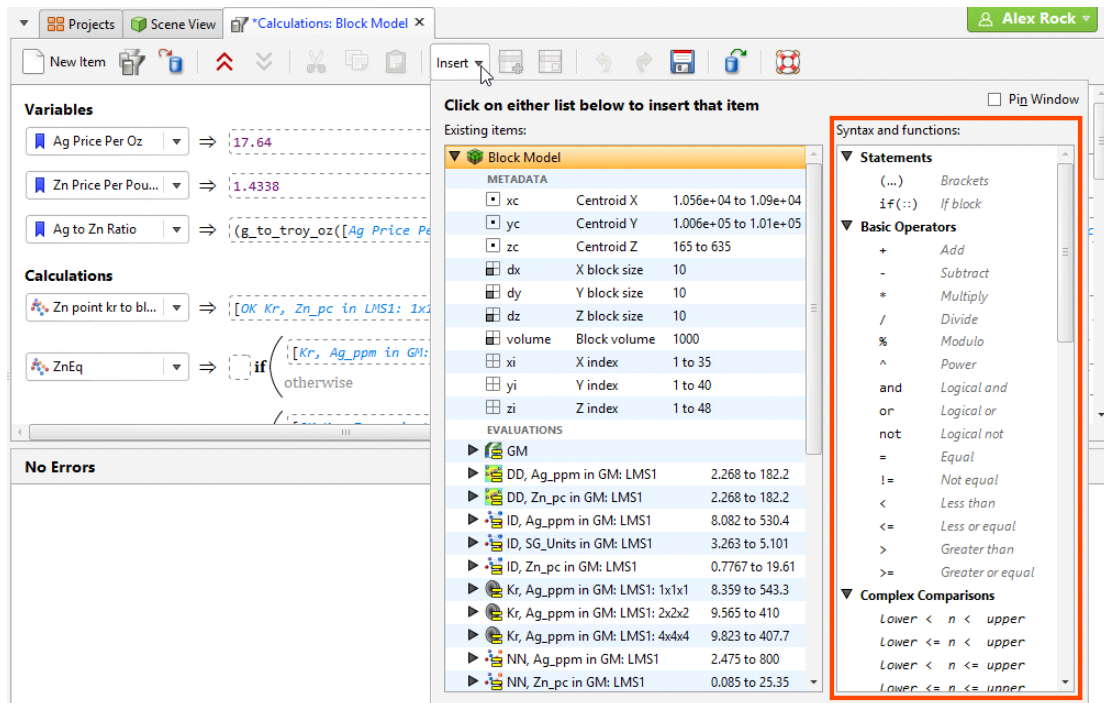 Projects
Scene View
*Calculations: Block Model
Alex Rock
New Item
Insert
Variables
Ag Price Per Oz
17.64
Zn Price Per Pou...
1.4338
Ag to Zn Ratio
(g_to_troy_oz([Ag Price Pe
Calculations
Zn point kr to bl...
[OK Kr, Zn_pc in LMS1: 1x1
ZnEq
if
[Kr, Ag_ppm in GM:
otherwise
No Errors
Click on either list below to insert that item
Pin Window
Existing items:
Block Model
METADATA
xc Centroid X 1.056e+04 to 1.09e+04
yc Centroid Y 1.006e+05 to 1.01e+05
zc Centroid Z 165 to 635
dx X block size 10
dy Y block size 10
dz Z block size 10
volume Block volume 1000
xi X index 1 to 35
yi Y index 1 to 40
zi Z index 1 to 48
EVALUATIONS
GM
DD, Ag_ppm in GM: LMS1 2.268 to 182.2
DD, Zn_pc in GM: LMS1 2.268 to 182.2
ID, Ag_ppm in GM: LMS1 8.082 to 530.4
ID, SG_Units in GM: LMS1 3.263 to 5.101
ID, Zn_pc in GM: LMS1 0.7767 to 19.61
Kr, Ag_ppm in GM: LMS1: 1x1x1 8.359 to 543.3
Kr, Ag_ppm in GM: LMS1: 2x2x2 9.565 to 410
Kr, Ag_ppm in GM: LMS1: 4x4x4 9.823 to 407.7
NN, Ag_ppm in GM: LMS1 2.475 to 800
NN, Zn_pc in GM: LMS1 0.085 to 25.35
Syntax and functions:
Statements
(...) Brackets
if(::) If block
Basic Operators
+ Add
- Subtract
* Multiply
/ Divide
% Modulo
^ Power
and Logical and
or Logical or
not Logical not
= Equal
!= Not equal
< Less than
<= Less or equal
> Greater than
>= Greater or equal
Complex Comparisons
Lower < n < upper
Lower <= n < upper
Lower < n <= upper
Lower <= n <= upper